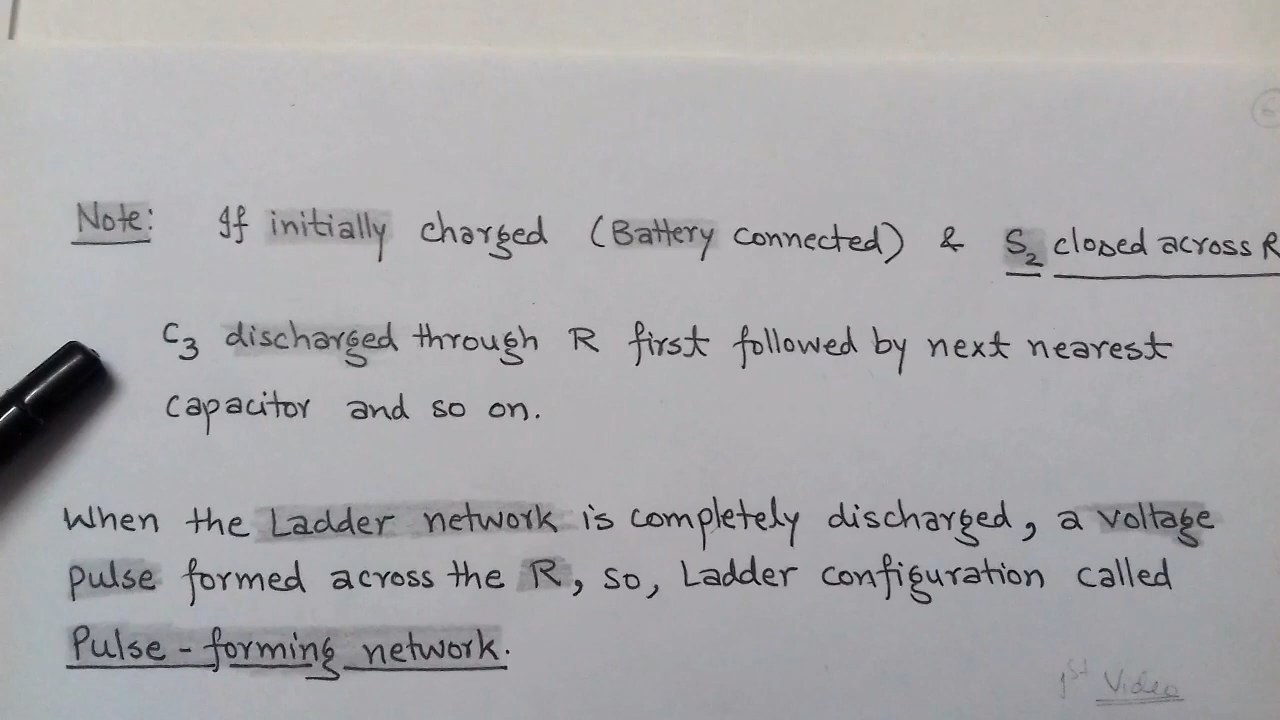 Note: If initially charged (Battery connected) & S₂ closed across R
C₃ discharged through R first followed by next nearest
capacitor and so on.
When the Ladder network is completely discharged, a voltage
pulse formed across the R, so, Ladder configuration called
Pulse-forming network.
1st Video